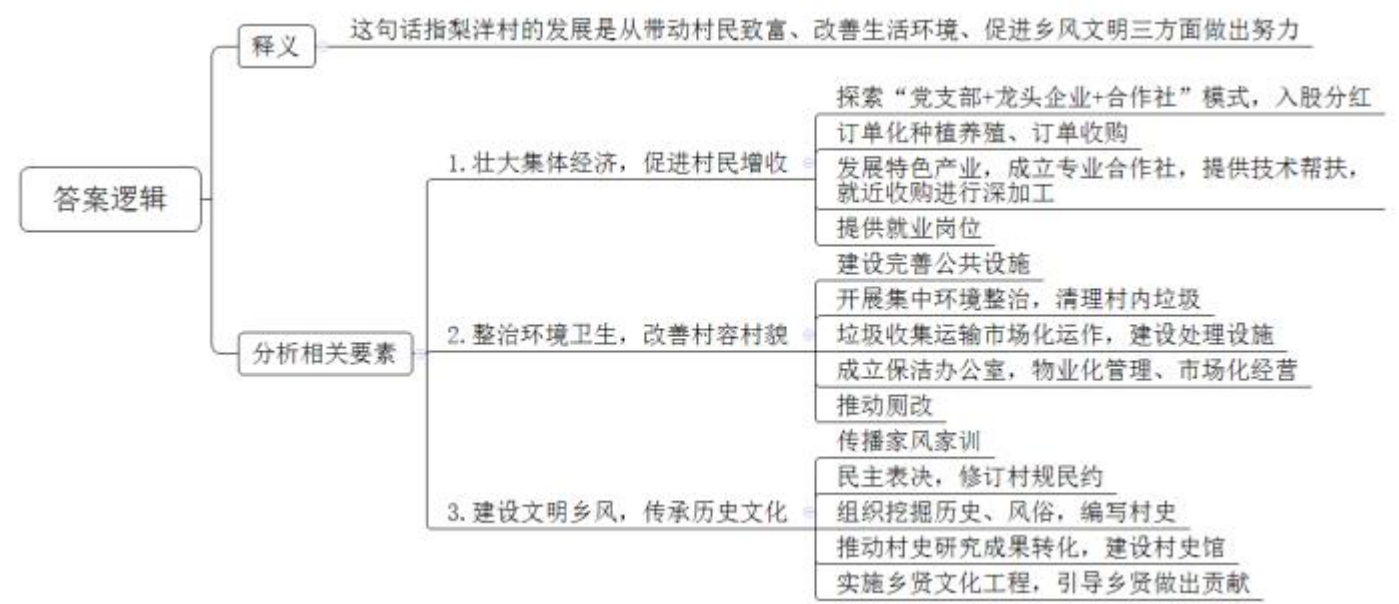 答案逻辑
释义
这句话指梨洋村的发展是从带动村民致富、改善生活环境、促进乡风文明三方面做出努力
分析相关要素
1.壮大集体经济，促进村民增收
探索“党支部+龙头企业+合作社”模式，入股分红
订单化种植养殖、订单收购
发展特色产业，成立专业合作社，提供技术帮扶，
就近收购进行深加工
提供就业岗位
2.整治环境卫生，改善村容村貌
建设完善公共设施
开展集中环境整治，清理村内垃圾
垃圾收集运输市场化运作，建设处理设施
成立保洁办公室，物业化管理、市场化经营
推动厕改
3.建设文明乡风，传承历史文化
传播家风家训
民主表决，修订村规民约
组织挖掘历史、风俗，编写村史
推动村史研究成果转化，建设村史馆
实施乡贤文化工程，引导乡贤做出贡献